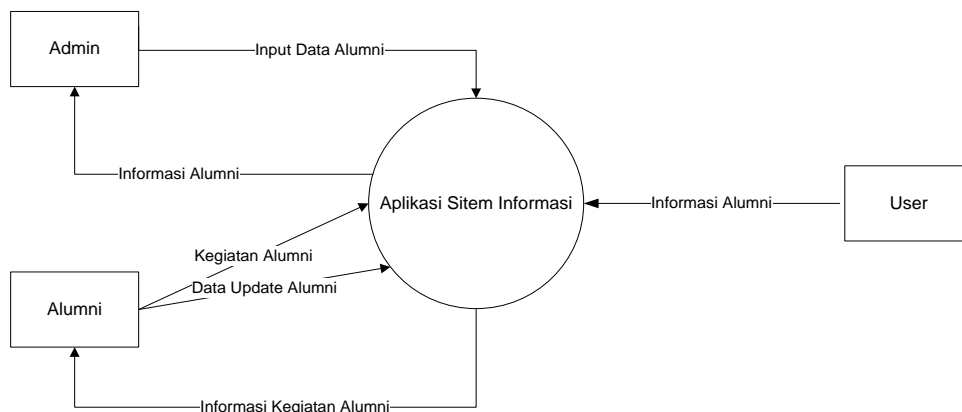 Admin
Input Data Alumni
Informasi Alumni
Aplikasi Sitem Informasi
Informasi Alumni
User
Kegiatan Alumni
Data Update Alumni
Alumni
Informasi Kegiatan Alumni